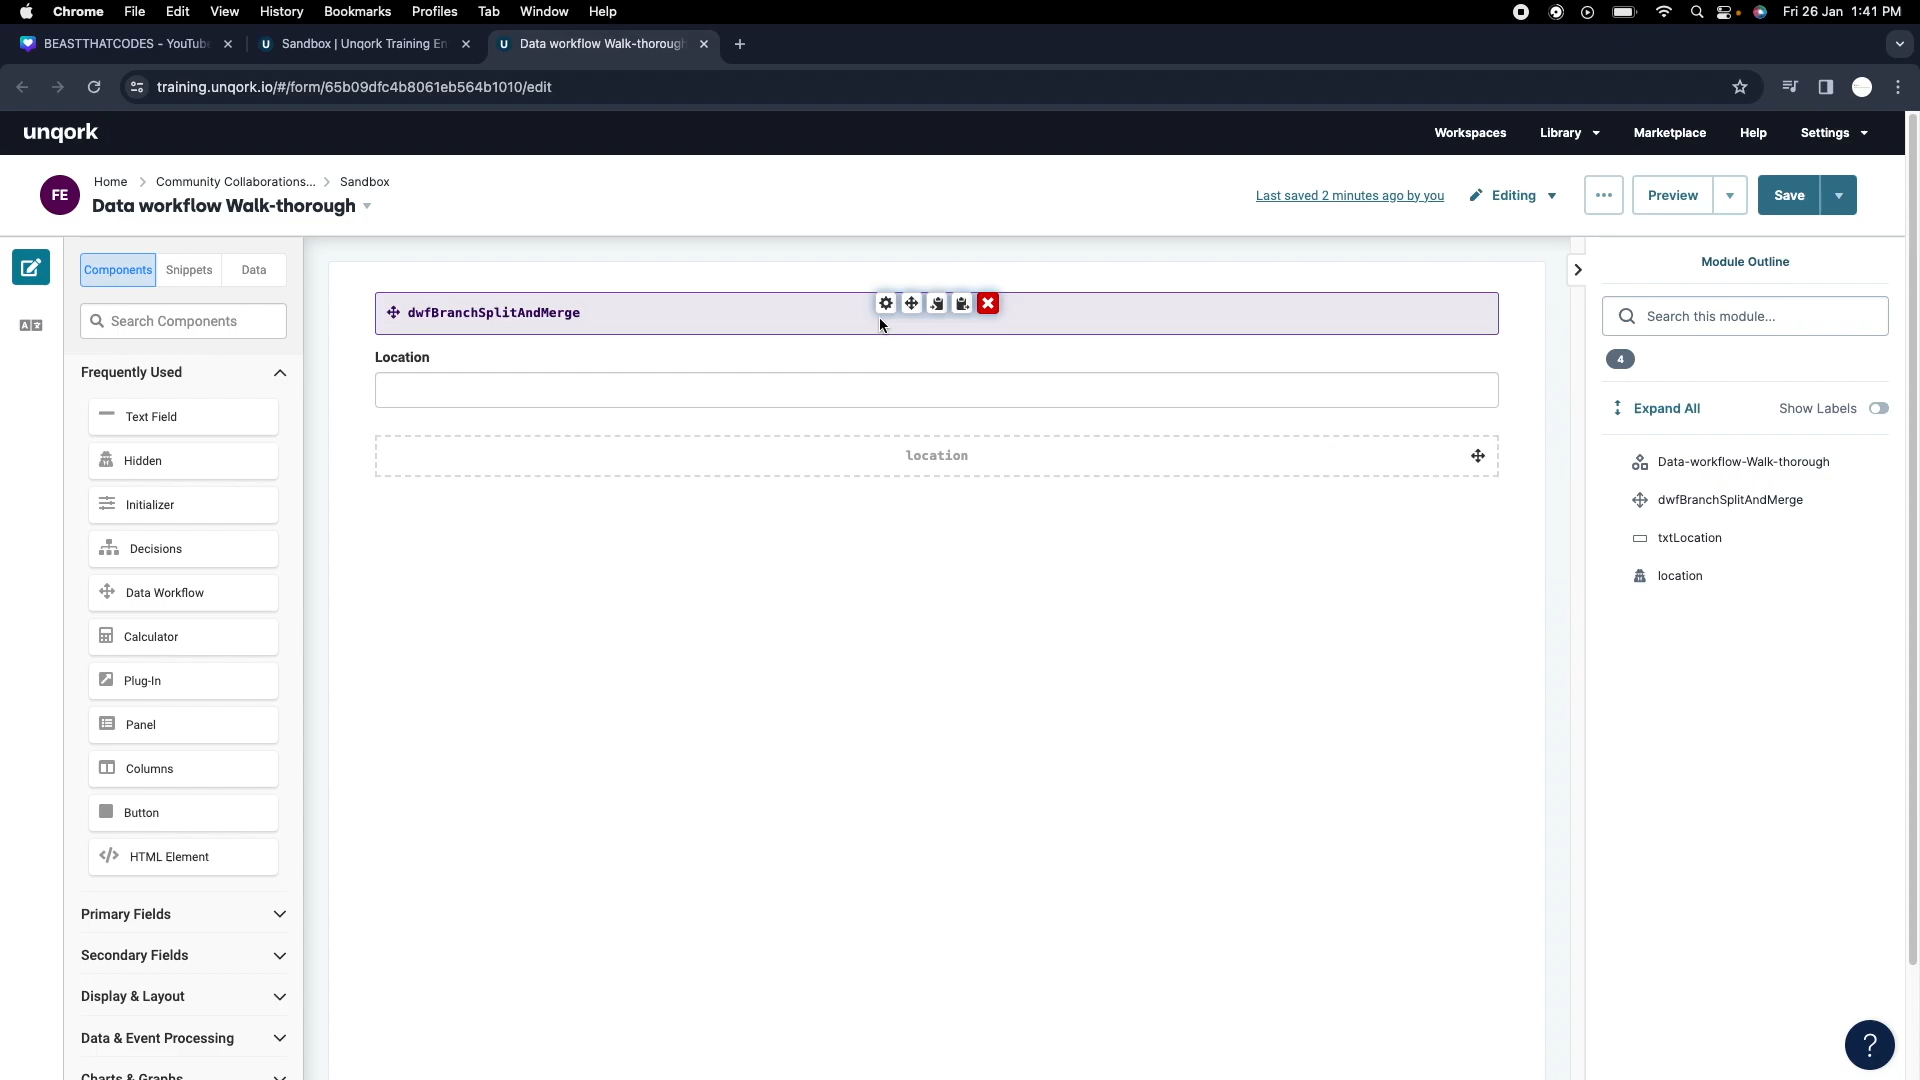 Chrome File Edit View History Bookmarks Profiles Tab Window Help Fri 26 Jan 1:41 PM
BEASTTHATCODES - YouTub Sandbox | Unqork Training En Data workflow Walk-thorough
training.unqork.io/#/form/65b09dfc4b8061eb564b1010/edit
unqork Workspaces Library Marketplace Help Settings
FE
Home Community Collaborations... Sandbox
Data workflow Walk-thorough
Last saved 2 minutes ago by you Editing ... Preview Save
Components Snippets Data
Search Components
Frequently Used
Text Field
Hidden
Initializer
Decisions
Data Workflow
Calculator
Plug-In
Panel
Columns
Button
HTML Element
Primary Fields
Secondary Fields
Display & Layout
Data & Event Processing
Charts & Graphs
dwfBranchSplitAndMerge
Location
location
Module Outline
Search this module...
4
Expand All Show Labels
Data-workflow-Walk-thorough
dwfBranchSplitAndMerge
txtLocation
location
?